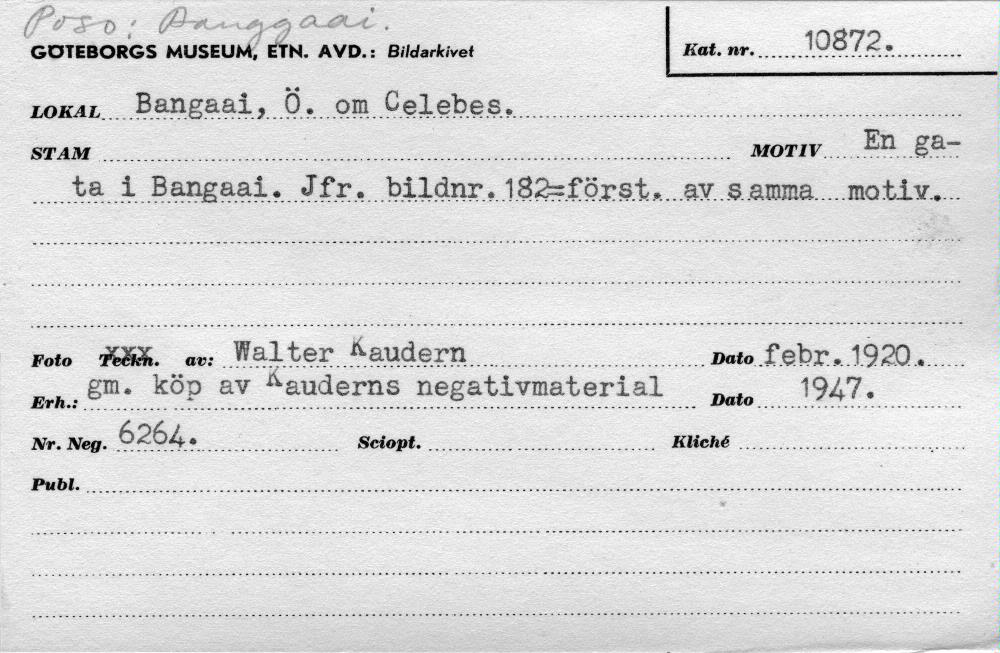 Poso: Banggaai.
GÖTEBORGS MUSEUM, ETN. AVD.: Bildarkivet
Kat. nr. 10872.
LOKAL Bangaai, Ö. om Celebes.
STAM MOTIV En ga-
ta i Bangaai. Jfr. bildnr. 182=först. av samma motiv.
Foto Teckn. av: Walter Kaudern Dato febr. 1920.
Erh.: gm. köp av Kauderns negativmaterial Dato 1947.
Nr. Neg. 6264. Sciopt. Kliché
Publ.